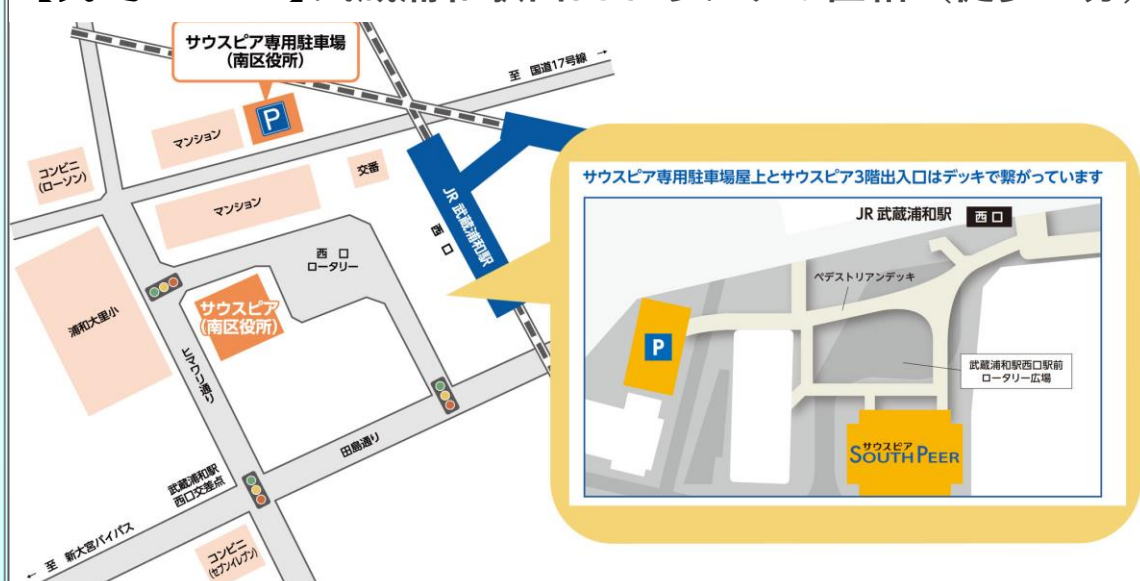 サウスピア専用駐車場
(南区役所)
P
至 国道17号線 →
マンション
コンビニ
(ローソン)
交番
マンション
JR 武蔵浦和駅
西口
西 口
ロータリー
サウスピア
(南区役所)
浦和大里小
ヒマワリ通り
田島通り
武蔵浦和駅
西口交差点
← 至 新大宮バイパス
コンビニ
(セブンイレブン)
サウスピア専用駐車場屋上とサウスピア3階出入口はデッキで繋がっています
JR 武蔵浦和駅 西口
ペデストリアンデッキ
P
武蔵浦和駅西口駅前
ロータリー広場
サウスピア
SOUTH PEER